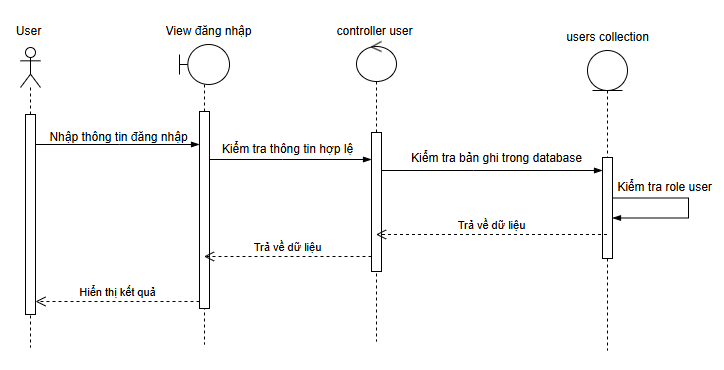 User
View đăng nhập
controller user
users collection
Nhập thông tin đăng nhập
Kiểm tra thông tin hợp lệ
Kiểm tra bản ghi trong database
Kiểm tra role user
Trả về dữ liệu
Trả về dữ liệu
Hiển thị kết quả